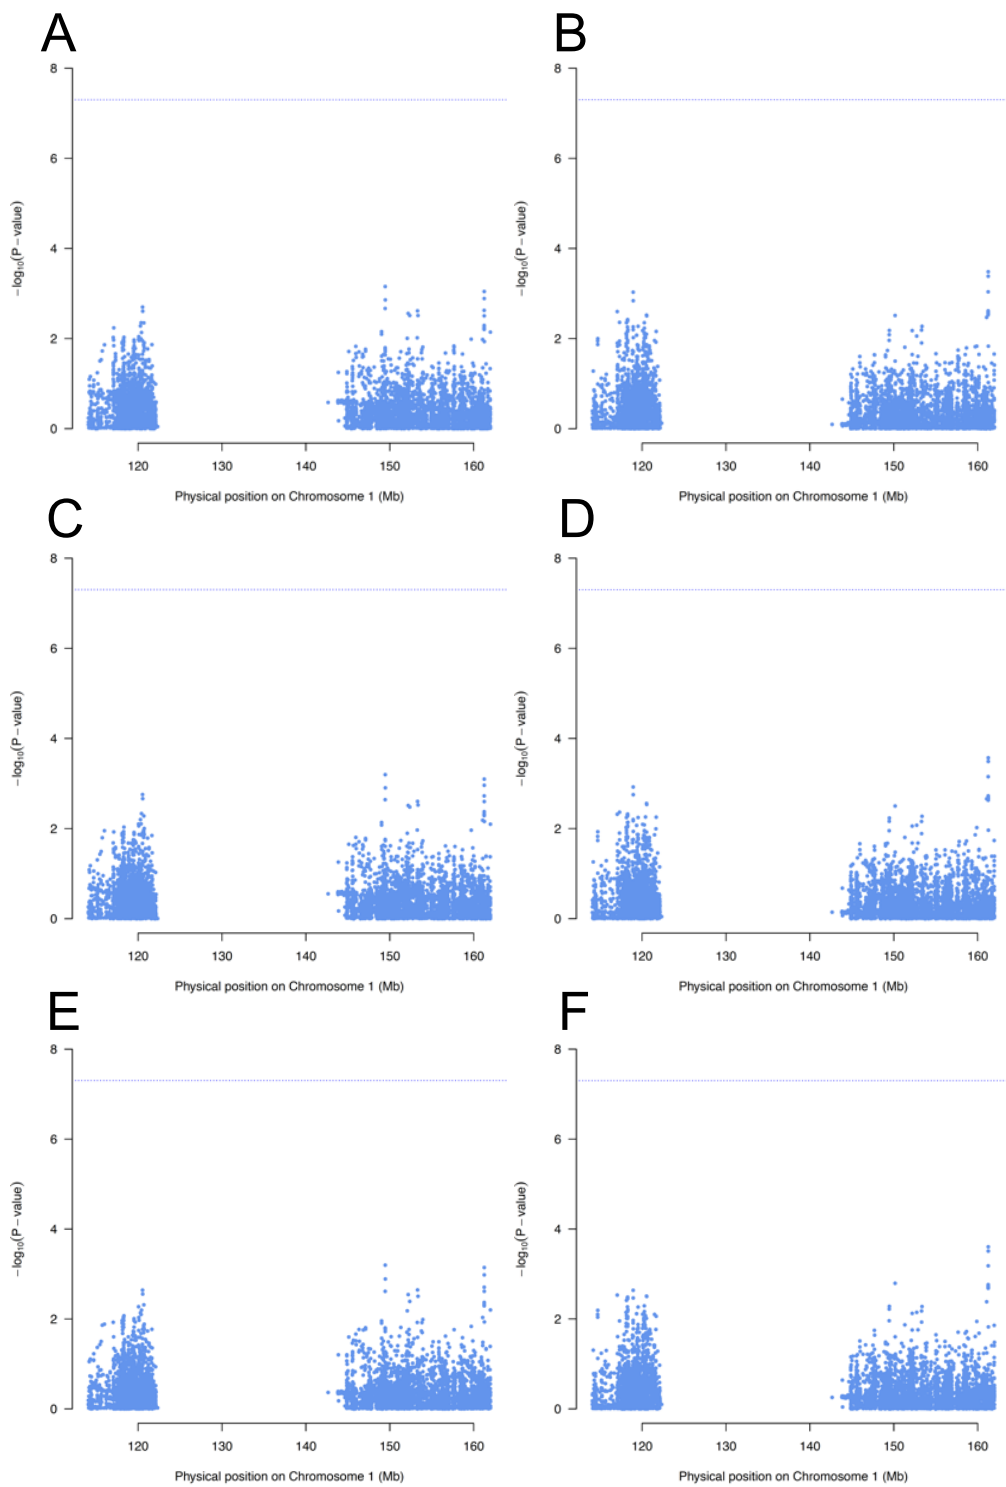 A B
8 8
6 6
4 4
2 2
0 0
−log₁₀(P−value) −log₁₀(P−value)
120 130 140 150 160 120 130 140 150 160
Physical position on Chromosome 1 (Mb) Physical position on Chromosome 1 (Mb)
C D
8 8
6 6
4 4
2 2
0 0
−log₁₀(P−value) −log₁₀(P−value)
120 130 140 150 160 120 130 140 150 160
Physical position on Chromosome 1 (Mb) Physical position on Chromosome 1 (Mb)
E F
8 8
6 6
4 4
2 2
0 0
−log₁₀(P−value) −log₁₀(P−value)
120 130 140 150 160 120 130 140 150 160
Physical position on Chromosome 1 (Mb) Physical position on Chromosome 1 (Mb)